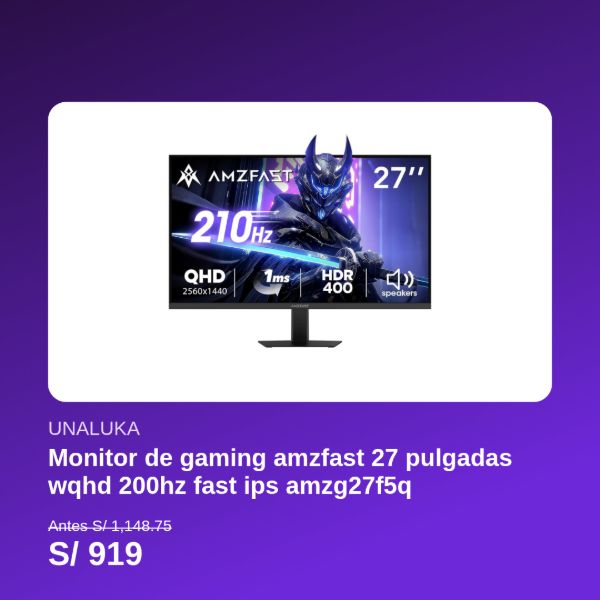 AMZFAST 27’’
210Hz
QHD 1ms HDR
2560x1440 400 speakers
UNALUKA
Monitor de gaming amzfast 27 pulgadas
wqhd 200hz fast ips amzg27f5q
Antes S/ 1,148.75
S/ 919